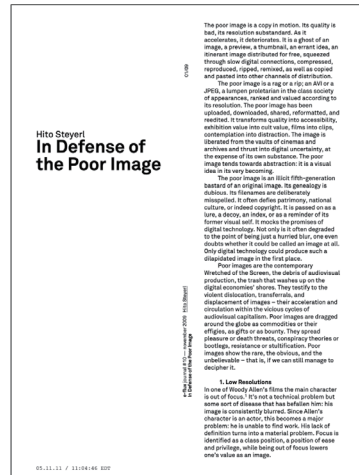 Hito Steyerl
In Defense of
the Poor Image
01/09
The poor image is a copy in motion. Its quality is
bad, its resolution substandard. As it
accelerates, it deteriorates. It is a ghost of an
image, a preview, a thumbnail, an errant idea, an
itinerant image distributed for free, squeezed
through slow digital connections, compressed,
reproduced, ripped, remixed, as well as copied
and pasted into other channels of distribution.
The poor image is a rag or a rip; an AVI or a
JPEG, a lumpen proletarian in the class society
of appearances, ranked and valued according to
its resolution. The poor image has been
uploaded, downloaded, shared, reformatted, and
reedited. It transforms quality into accessibility,
exhibition value into cult value, films into clips,
contemplation into distraction. The image is
liberated from the vaults of cinemas and
archives and thrust into digital uncertainty, at
the expense of its own substance. The poor
image tends towards abstraction: it is a visual
idea in its very becoming.
The poor image is an illicit fifth-generation
bastard of an original image. Its genealogy is
dubious. Its filenames are deliberately
misspelled. It often defies patrimony, national
culture, or indeed copyright. It is passed on as a
lure, a decoy, an index, or as a reminder of its
former visual self. It mocks the promises of
digital technology. Not only is it often degraded
to the point of being just a hurried blur, one even
doubts whether it could be called an image at all.
Only digital technology could produce such a
dilapidated image in the first place.
Poor images are the contemporary
Wretched of the Screen, the debris of audiovisual
production, the trash that washes up on the
digital economies' shores. They testify to the
violent dislocation, transferrals, and
displacement of images – their acceleration and
circulation within the vicious cycles of
audiovisual capitalism. Poor images are dragged
around the globe as commodities or their
effigies, as gifts or as bounty. They spread
pleasure or death threats, conspiracy theories or
bootlegs, resistance or stultification. Poor
images show the rare, the obvious, and the
unbelievable – that is, if we can still manage to
decipher it.
1. Low Resolutions
In one of Woody Allen's films the main character
is out of focus.¹ It's not a technical problem but
some sort of disease that has befallen him: his
image is consistently blurred. Since Allen's
character is an actor, this becomes a major
problem: he is unable to find work. His lack of
definition turns into a material problem. Focus is
identified as a class position, a position of ease
and privilege, while being out of focus lowers
one's value as an image.
e-flux journal #10 — november 2009 Hito Steyerl
In Defense of the Poor Image
05.11.11 / 11:04:46 EDT